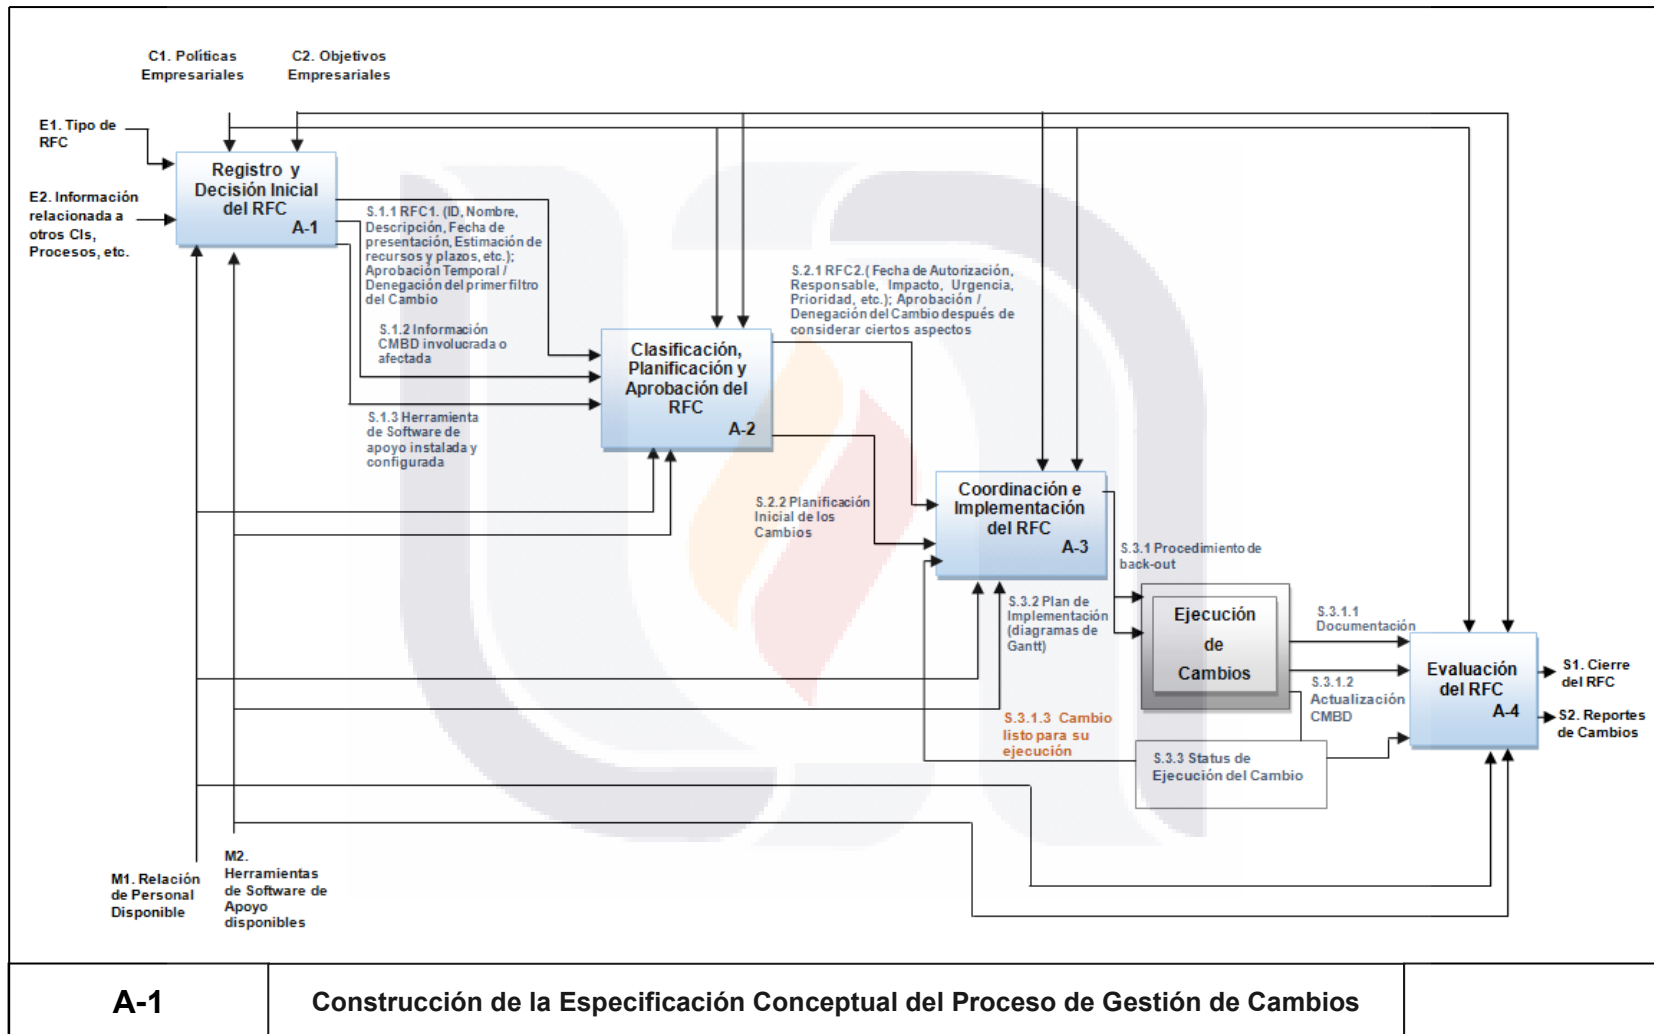 C1. Políticas
Empresariales
C2. Objetivos
Empresariales
E1. Tipo de
RFC
E2. Información
relacionada a
otros CIs,
Procesos, etc.
Registro y
Decisión Inicial
del RFC
A-1
S.1.1 RFC1. (ID, Nombre,
Descripción, Fecha de
presentación, Estimación de
recursos y plazos, etc.);
Aprobación Temporal /
Denegación del primer filtro
del Cambio
S.1.2 Información
CMBD involucrada o
afectada
S.1.3 Herramienta
de Software de
apoyo instalada y
configurada
Clasificación,
Planificación y
Aprobación del
RFC
A-2
S.2.1 RFC2.( Fecha de Autorización,
Responsable, Impacto, Urgencia,
Prioridad, etc.); Aprobación /
Denegación del Cambio después de
considerar ciertos aspectos
S.2.2 Planificación
Inicial de los
Cambios
Coordinación e
Implementación
del RFC
A-3
S.3.1 Procedimiento de
back-out
S.3.2 Plan de
Implementación
(diagramas de
Gantt)
Ejecución
de
Cambios
S.3.1.1
Documentación
S.3.1.2
Actualización
CMBD
S.3.1.3 Cambio
listo para su
ejecución
S.3.3 Status de
Ejecución del Cambio
Evaluación
del RFC
A-4
S1. Cierre
del RFC
S2. Reportes
de Cambios
M1. Relación
de Personal
Disponible
M2.
Herramientas
de Software de
Apoyo
disponibles
A-1
Construcción de la Especificación Conceptual del Proceso de Gestión de Cambios